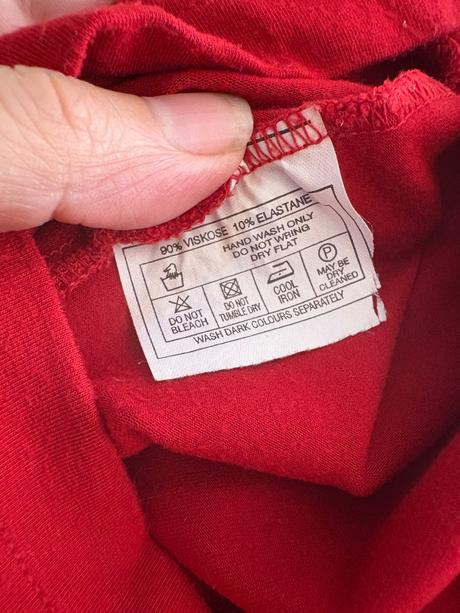 90% VISKOSE 10% ELASTANE
HAND WASH ONLY
DO NOT WRING
DRY FLAT
DO NOT
BLEACH
DO NOT
TUMBLE DRY
COOL
IRON
P
MAY BE
DRY
CLEANED
WASH DARK COLOURS SEPARATELY